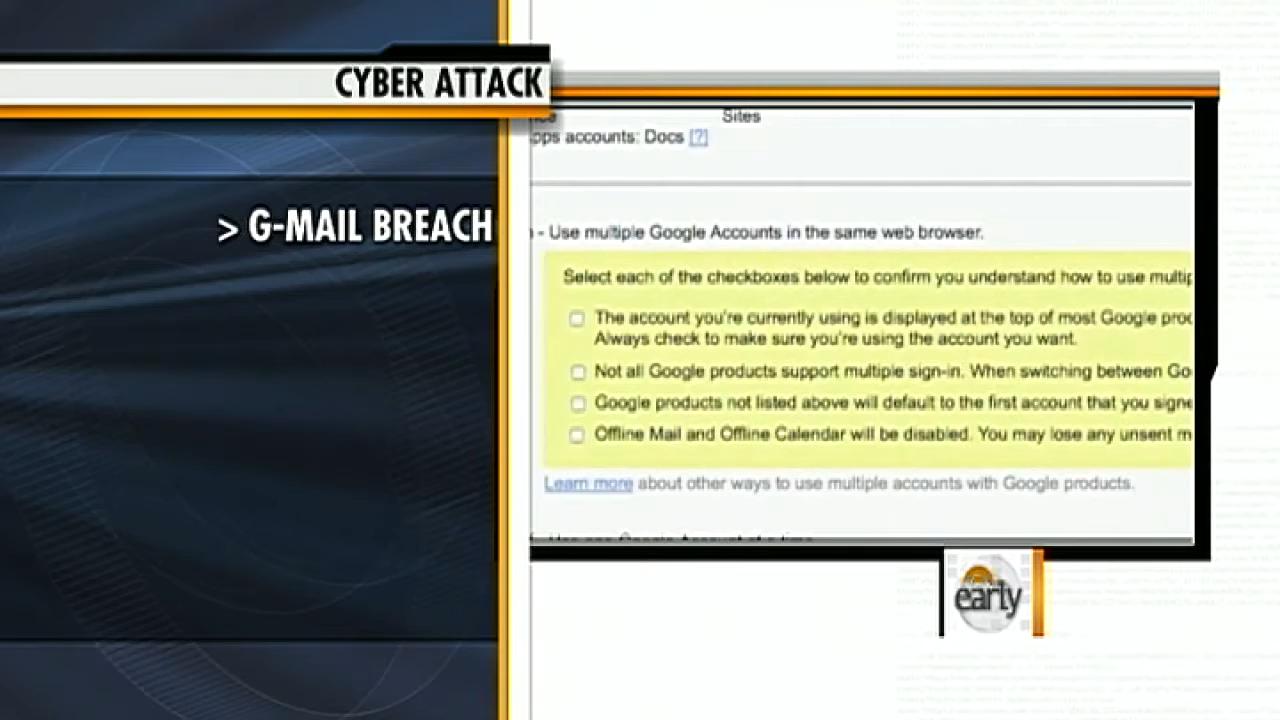 CYBER ATTACK
> G-MAIL BREACH
Sites
accounts: Docs [?]
- Use multiple Google Accounts in the same web browser.
Select each of the checkboxes below to confirm you understand how to use
The account you're currently using is displayed at the top of most Google
Always check to make sure you're using the account you want.
Not all Google products support multiple sign-in. When switching between
Google products not listed above will default to the first account that you
Offline Mail and Offline Calendar will be disabled. You may lose any unsent
Learn more about other ways to use multiple accounts with Google products.
early